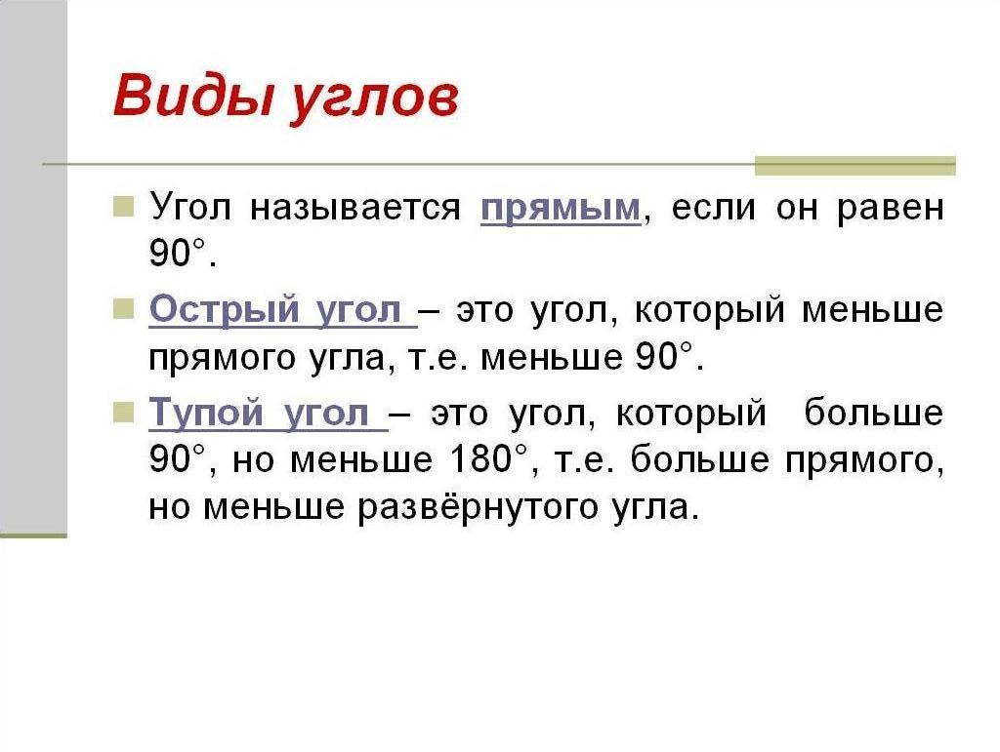 Виды углов
Угол называется прямым, если он равен
90°.
Острый угол – это угол, который меньше
прямого угла, т.е. меньше 90°.
Тупой угол – это угол, который больше
90°, но меньше 180°, т.е. больше прямого,
но меньше развёрнутого угла.